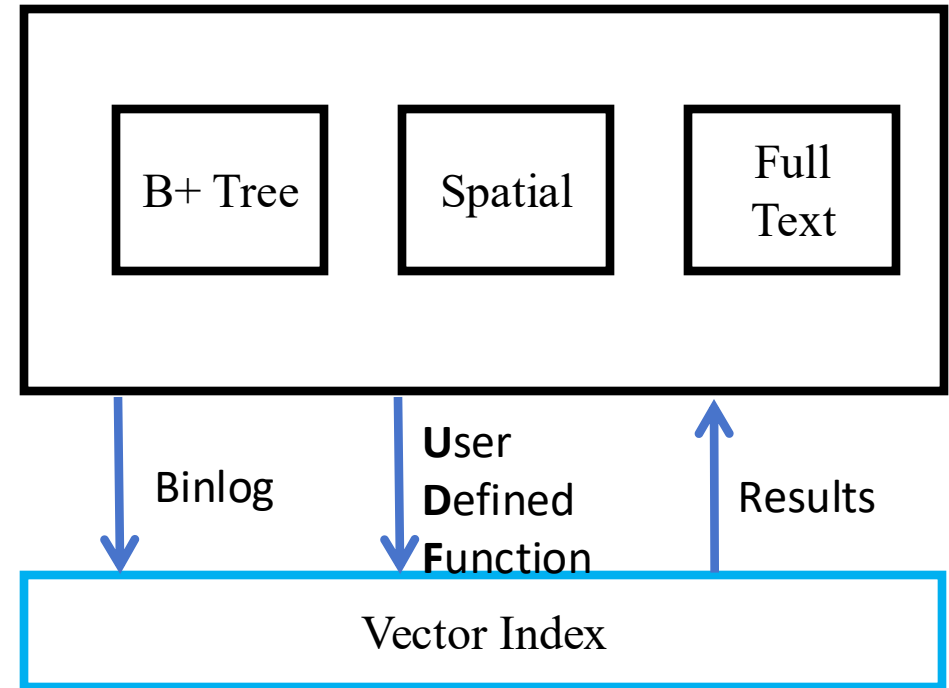 B+ Tree
Spatial
Full
Text
Binlog
User
Defined
Function
Results
Vector Index